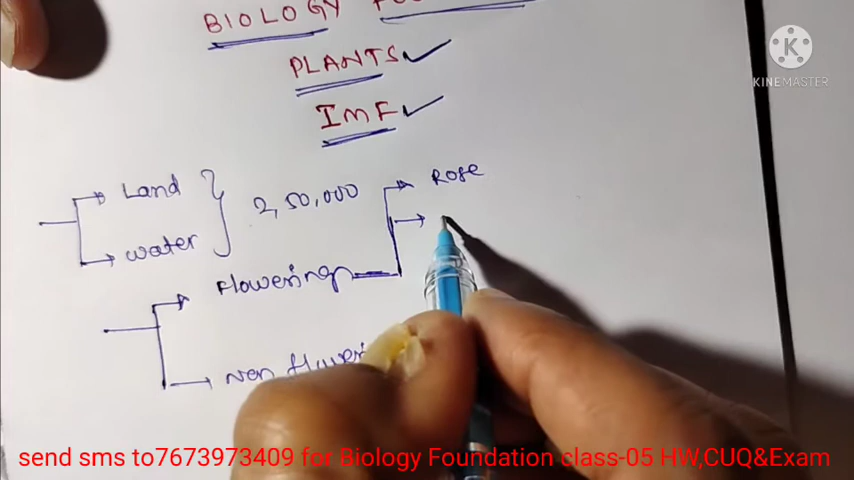 BIOLOGY
PLANTS
IMF
KINEMASTER
Land
Rose
2,50,000
water
Flowering
Non floweri
send sms to7673973409 for Biology Foundation class-05 HW,CUQ&Exam